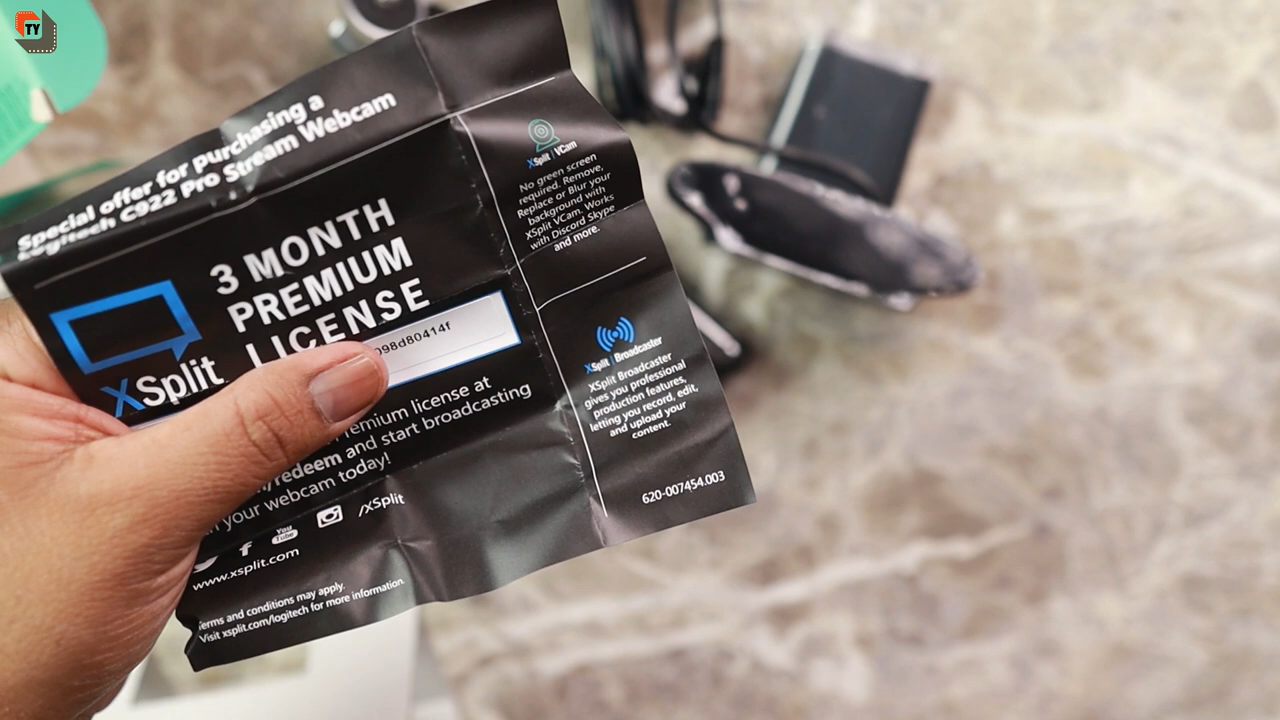 TY
Special offer for purchasing a
Logitech C922 Pro Stream Webcam
3 MONTH
PREMIUM
LICENSE
XSplit
098d80414f
premium license at
/redeem and start broadcasting
your webcam today!
/XSplit
You
Tube
www.xsplit.com
Terms and conditions may apply.
Visit xsplit.com/logitech for more information.
XSplit | VCam
No green screen
required. Remove,
Replace or Blur your
background with
XSplit VCam. Works
with Discord Skype
and more.
XSplit | Broadcaster
XSplit Broadcaster
gives you professional
production features,
letting you record, edit,
and upload your
content.
620-007454.003